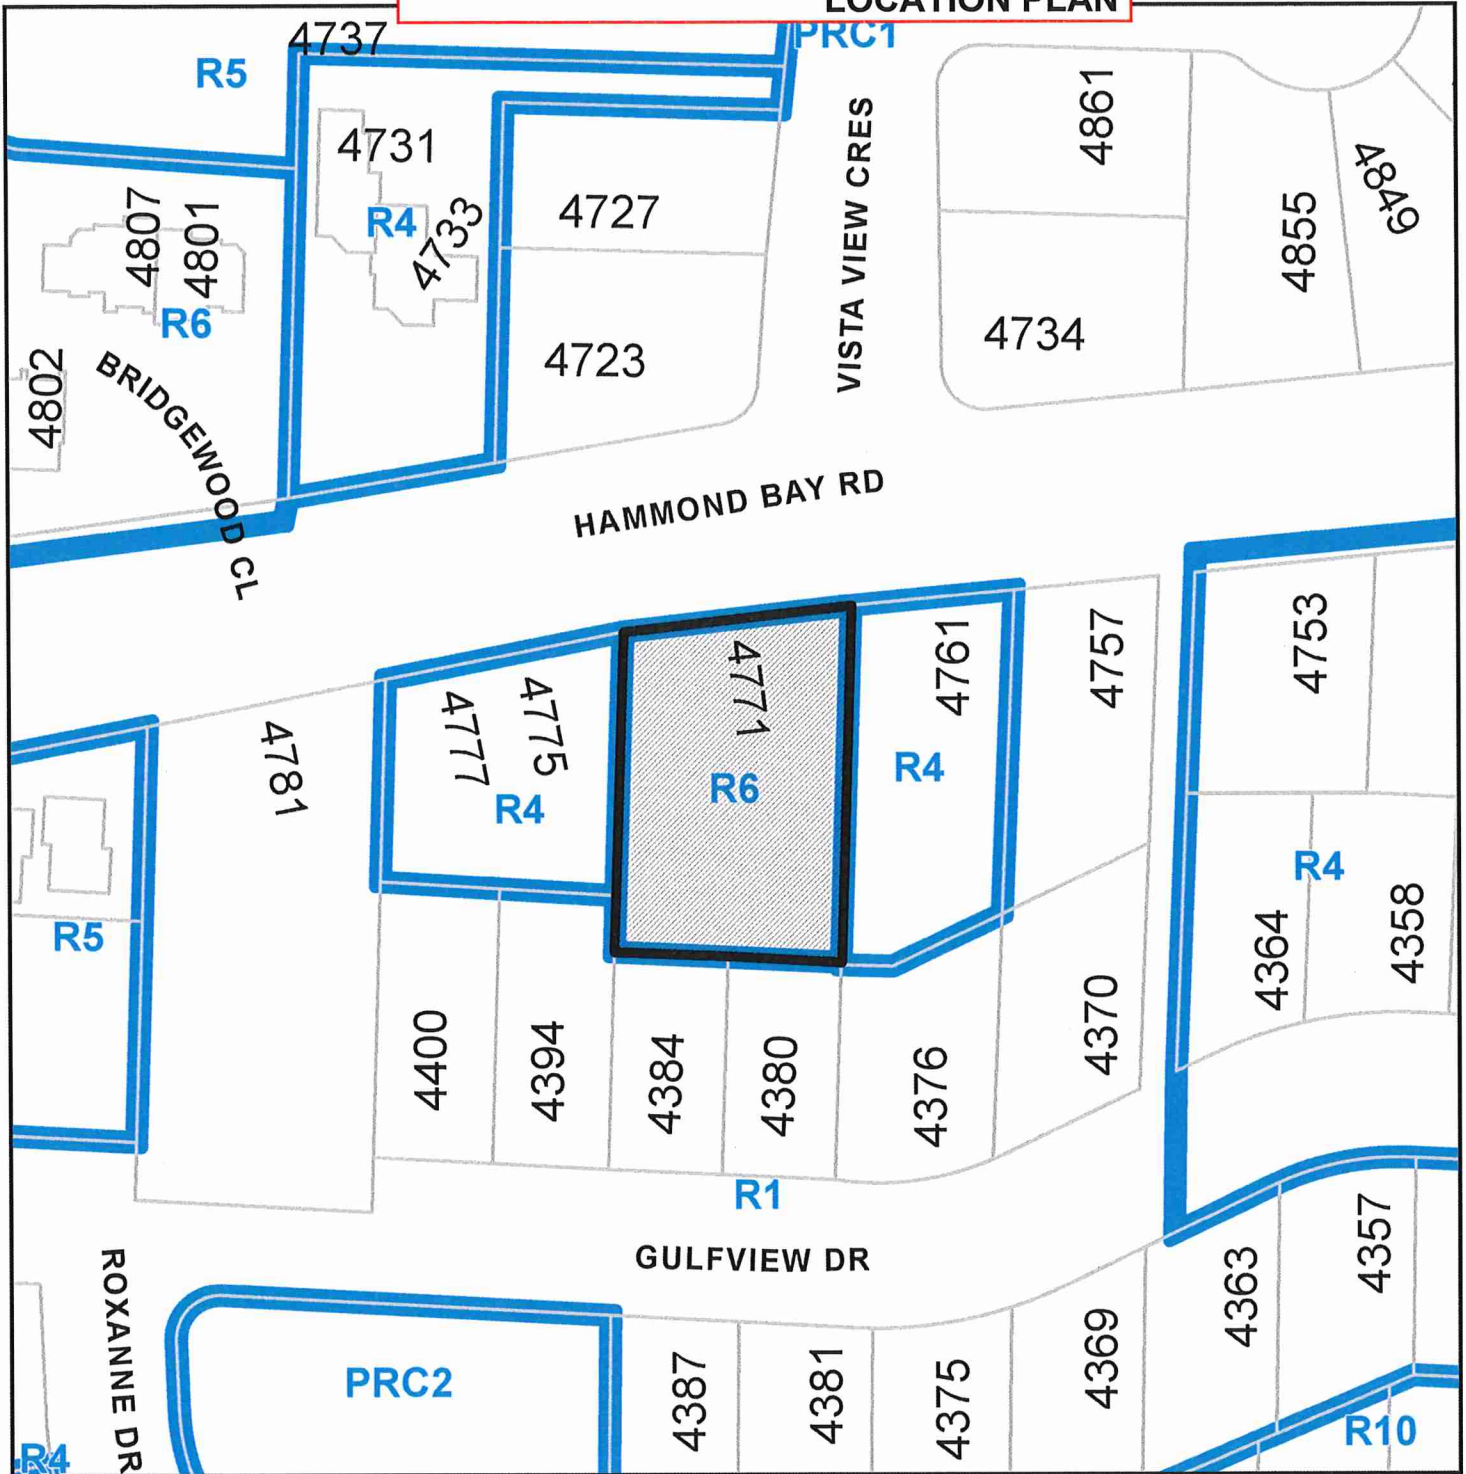 LOCATION PLAN
4737
PRC1
R5
4861
4731
4849
4807
4801
R4
4733
4727
VISTA VIEW CRES
4855
R6
4734
4723
4802
BRIDGEWOOD CL
HAMMOND BAY RD
4753
4757
4761
4771
4775
4777
4781
R4
R6
R4
R4
R5
4364
4358
4370
4400
4394
4384
4380
4376
R1
GULFVIEW DR
4357
4363
ROXANNE DR
4369
PRC2
4387
4381
4375
R10
R4